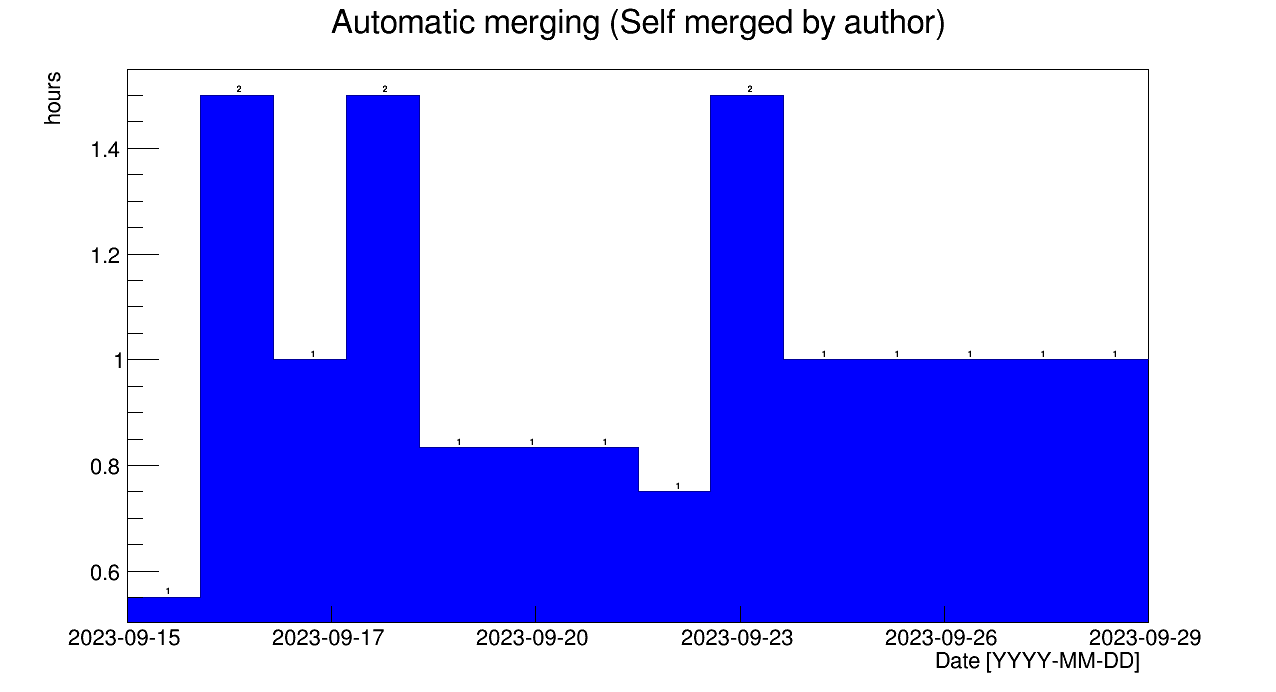 Automatic merging (Self merged by author)
hours
2 2 2
1.4
1.2
1 1 1 1 1 1 1
1 1 1
0.8
1
0.6
1
2023-09-15 2023-09-17 2023-09-20 2023-09-23 2023-09-26 2023-09-29
Date [YYYY-MM-DD]